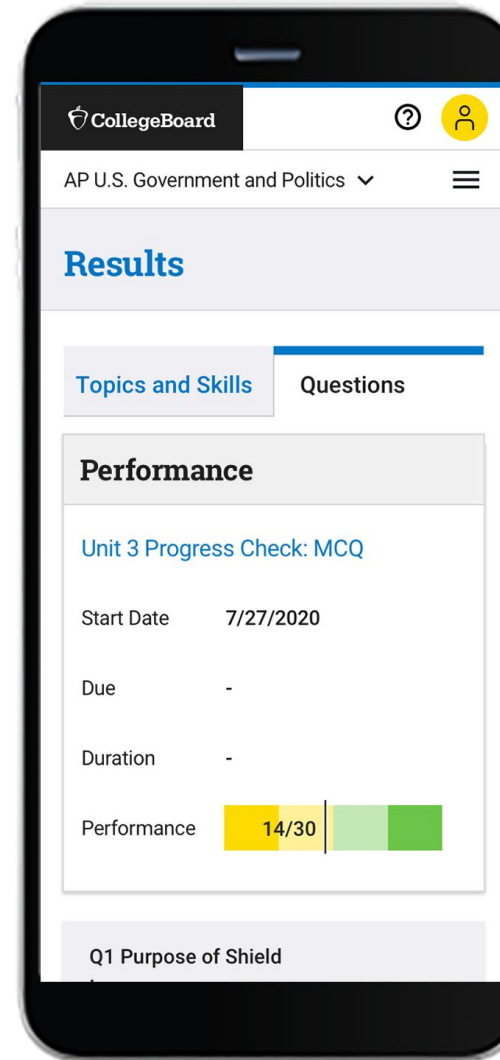 CollegeBoard
AP U.S. Government and Politics
Results
Topics and Skills Questions
Performance
Unit 3 Progress Check: MCQ
Start Date 7/27/2020
Due -
Duration -
Performance 14/30
Q1 Purpose of Shield